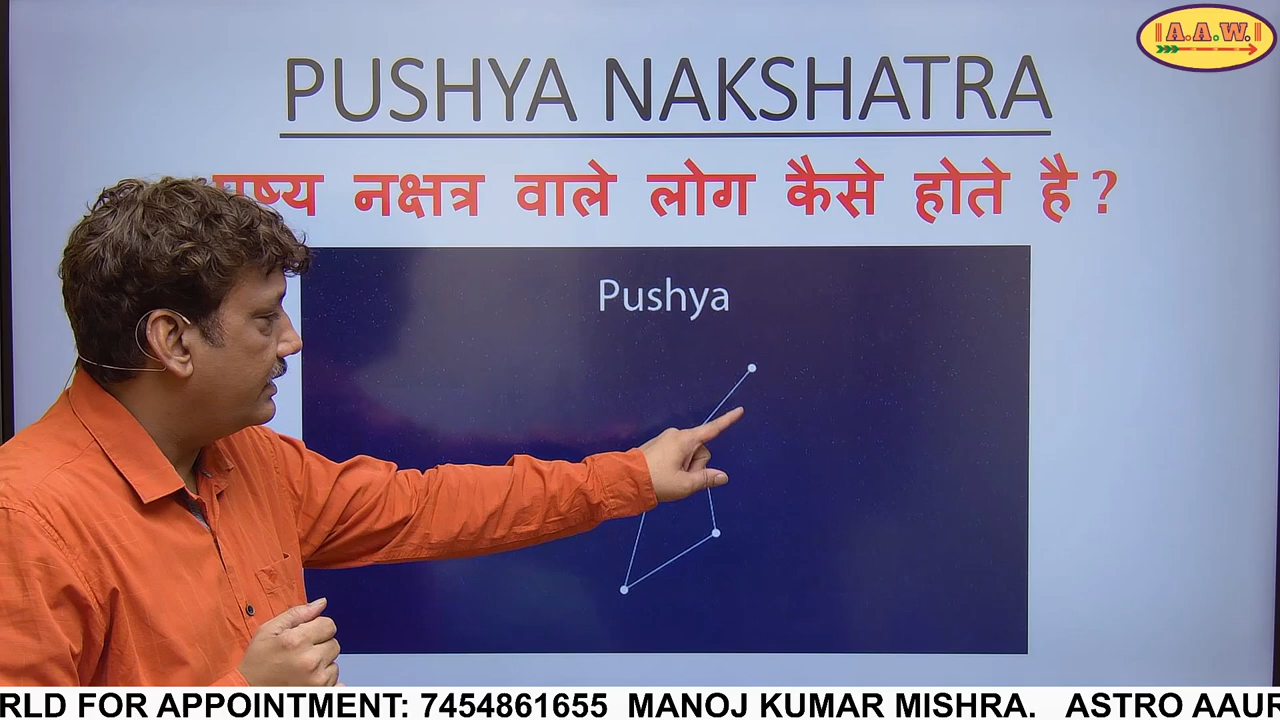 A.A.W.
PUSHYA NAKSHATRA
नक्षत्र वाले लोग कैसे होते है ?
Pushya
FOR APPOINTMENT: 7454861655 MANOJ KUMAR MISHRA. ASTRO